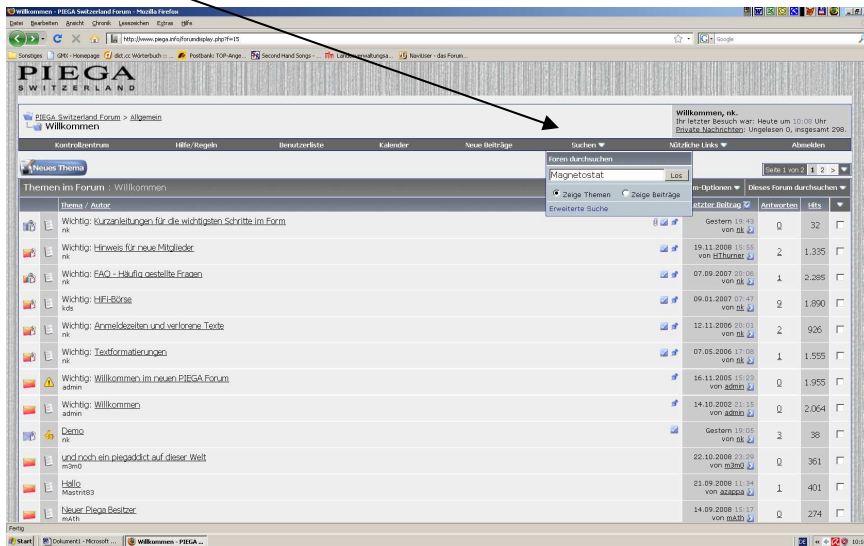 Willkommen - PIEGA Switzerland Forum - Mozilla Firefox
Datei Bearbeiten Ansicht Chronik Lesezeichen Extras Hilfe
http://www.piega.info/forumdisplay.php?f=15
Google
Sonstiges GMX - Homepage dict.cc Wörterbuch :: ... Postbank: TOP-Ange... Second Hand Songs - ... Landesverwaltungsa... NaviUser - das Forum...
PIEGA
SWITZERLAND
PIEGA Switzerland Forum > Allgemein
Willkommen
Willkommen, nk.
Ihr letzter Besuch war: Heute um 10:08 Uhr
Private Nachrichten: Ungelesen 0, insgesamt 298.
Kontrollzentrum Hilfe/Regeln Benutzerliste Kalender Neue Beiträge Suchen Nützliche Links Abmelden
Foren durchsuchen
Magnetostat Los
Zeige Themen Zeige Beiträge
Erweiterte Suche
Neues Thema
Seite 1 von 2 1 2 >
Themen im Forum : Willkommen
m-Optionen Dieses Forum durchsuchen
Thema / Autor
etzter Beitrag Antworten Hits
Wichtig: Kurzanleitungen für die wichtigsten Schritte im Form
nk
Gestern 19:43
von nk
0 32
Wichtig: Hinweis für neue Mitglieder
nk
19.11.2008 15:55
von HThurner
2 1.335
Wichtig: FAQ - Häufig gestellte Fragen
nk
07.09.2007 20:06
von nk
1 2.285
Wichtig: HiFi-Börse
kds
09.01.2007 07:47
von nk
9 1.890
Wichtig: Anmeldezeiten und verlorene Texte
nk
12.11.2006 20:01
von nk
2 926
Wichtig: Textformatierungen
nk
07.05.2006 17:08
von nk
1 1.555
Wichtig: Willkommen im neuen PIEGA Forum
admin
16.11.2005 15:23
von admin
0 1.955
Wichtig: Willkommen
admin
14.10.2002 21:15
von admin
0 2.064
Demo
nk
Gestern 19:05
von nk
3 38
und noch ein piegaddict auf dieser Welt
m3m0
22.10.2008 23:29
von m3m0
0 361
Hallo
Mastrit83
21.09.2008 11:34
von azappa
1 401
Neuer Piega Besitzer
mAth
14.09.2008 15:17
von mAth
0 274
Fertig
Start Dokument1 - Microsoft ... Willkommen - PIEGA ...
DE